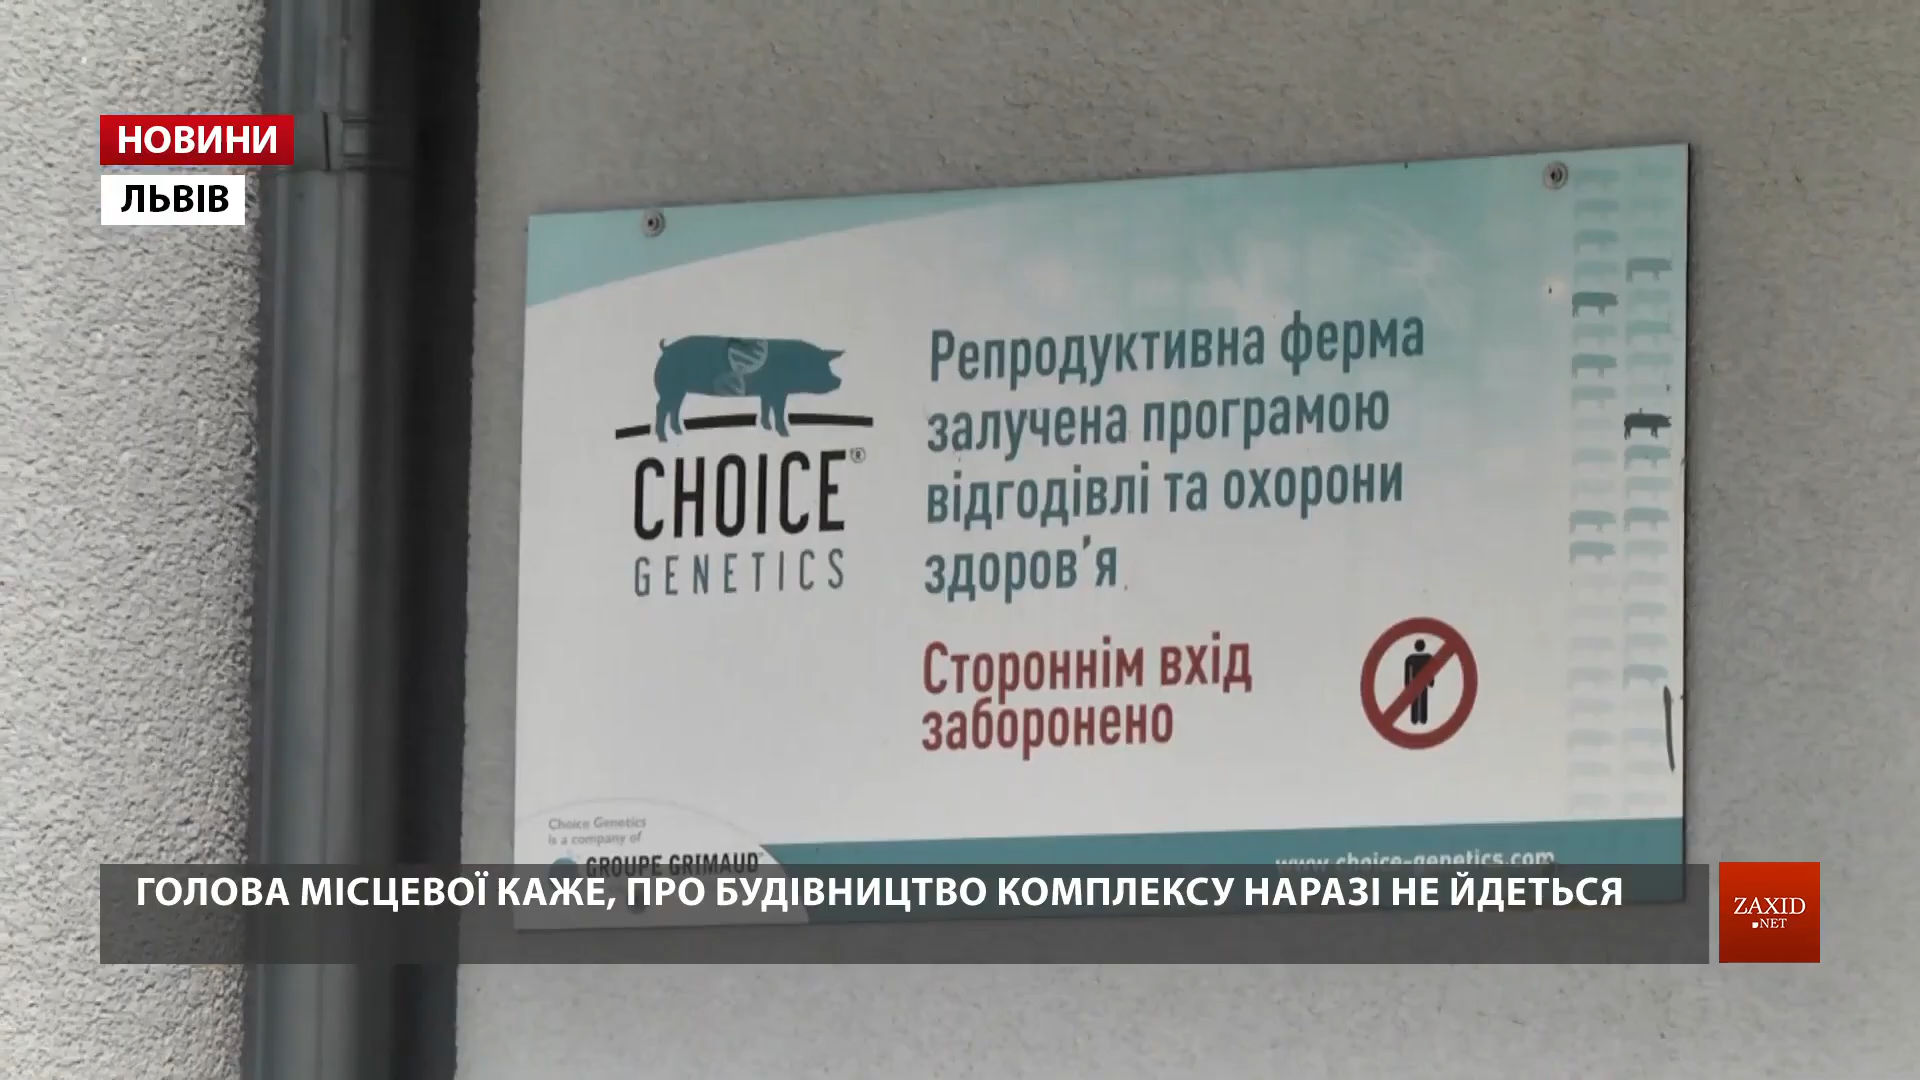 НОВИНИ
ЛЬВІВ
CHOICE®
GENETICS
Репродуктивна ферма
залучена програмою
відгодівлі та охорони
здоров'я
Стороннім вхід
заборонено
Choice Genetics
is a company of
GROUPE GRIMAUD
www.choice-genetics.com
ГОЛОВА МІСЦЕВОЇ КАЖЕ, ПРО БУДІВНИЦТВО КОМПЛЕКСУ НАРАЗІ НЕ ЙДЕТЬСЯ
ZAXID
.NET